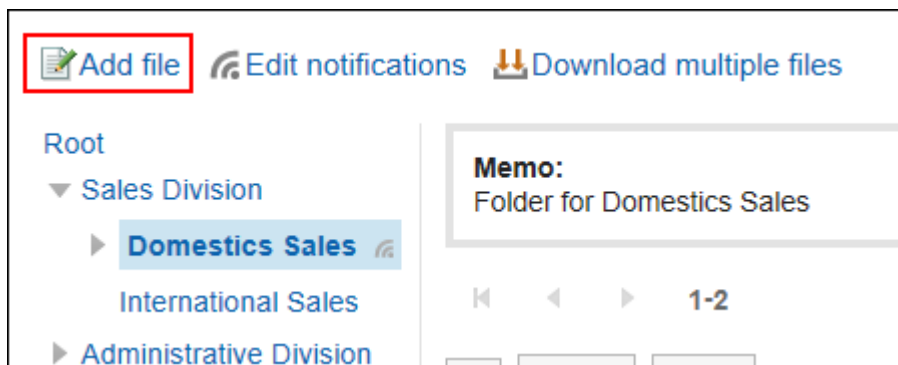 Add file Edit notifications Download multiple files
Root
Sales Division
Domestics Sales
International Sales
Administrative Division
Memo:
Folder for Domestics Sales
1-2